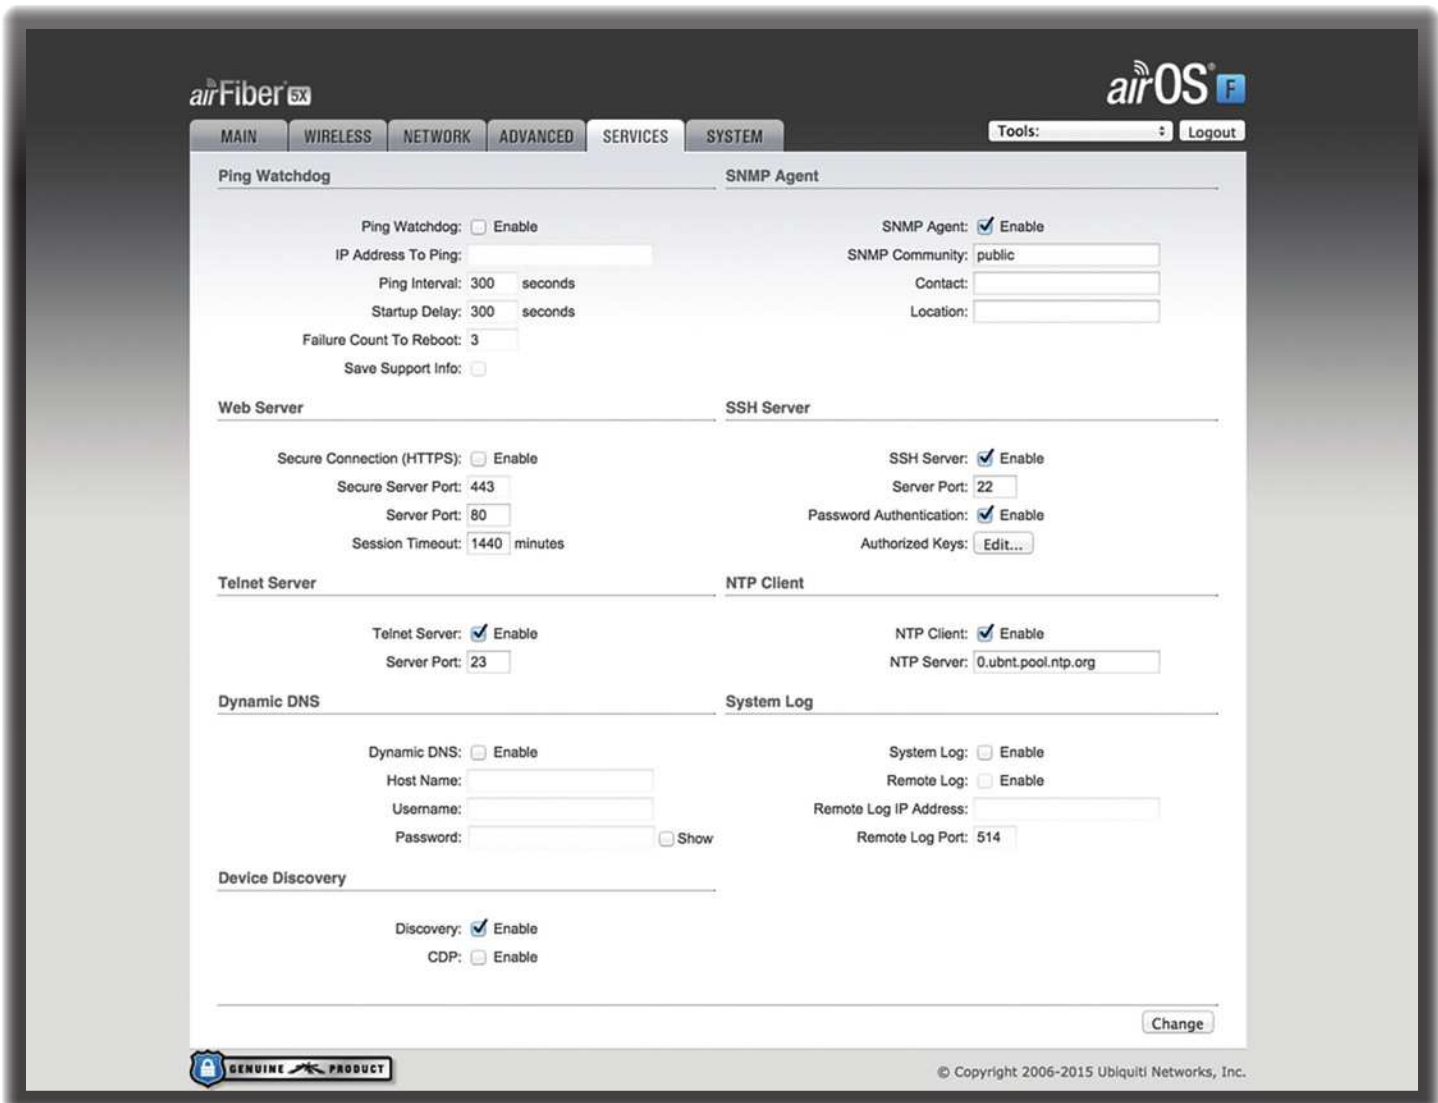 airFiber 5X
airOS® F
MAIN WIRELESS NETWORK ADVANCED SERVICES SYSTEM
Tools: Logout
Ping Watchdog
Ping Watchdog: Enable
IP Address To Ping:
Ping Interval: 300 seconds
Startup Delay: 300 seconds
Failure Count To Reboot: 3
Save Support Info:
SNMP Agent
SNMP Agent: Enable
SNMP Community: public
Contact:
Location:
Web Server
Secure Connection (HTTPS): Enable
Secure Server Port: 443
Server Port: 80
Session Timeout: 1440 minutes
SSH Server
SSH Server: Enable
Server Port: 22
Password Authentication: Enable
Authorized Keys: Edit...
Telnet Server
Telnet Server: Enable
Server Port: 23
NTP Client
NTP Client: Enable
NTP Server: 0.ubnt.pool.ntp.org
Dynamic DNS
Dynamic DNS: Enable
Host Name:
Username:
Password: Show
System Log
System Log: Enable
Remote Log: Enable
Remote Log IP Address:
Remote Log Port: 514
Device Discovery
Discovery: Enable
CDP: Enable
Change
GENUINE PRODUCT
© Copyright 2006-2015 Ubiquiti Networks, Inc.